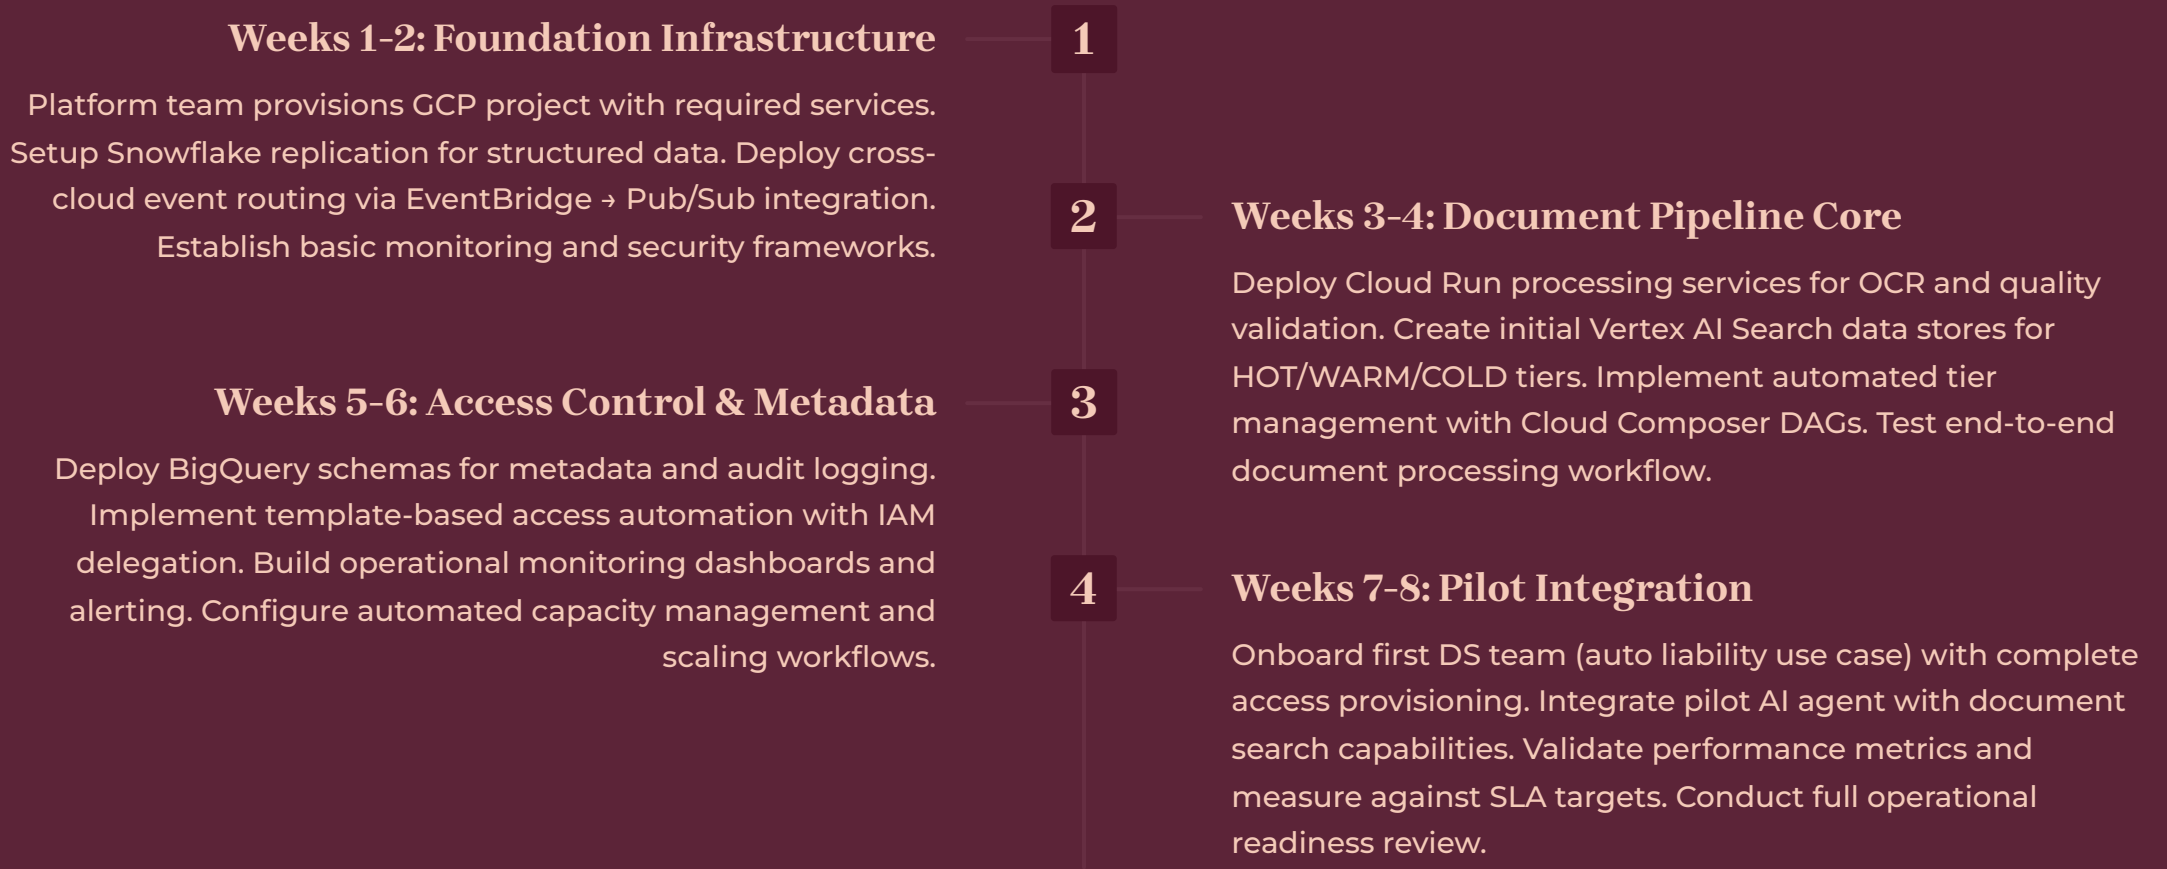 Weeks 1-2: Foundation Infrastructure
1
Platform team provisions GCP project with required services.
Setup Snowflake replication for structured data. Deploy cross-
cloud event routing via EventBridge → Pub/Sub integration.
Establish basic monitoring and security frameworks.
2
Weeks 3-4: Document Pipeline Core
Deploy Cloud Run processing services for OCR and quality
validation. Create initial Vertex AI Search data stores for
HOT/WARM/COLD tiers. Implement automated tier
management with Cloud Composer DAGs. Test end-to-end
document processing workflow.
Weeks 5-6: Access Control & Metadata
3
Deploy BigQuery schemas for metadata and audit logging.
Implement template-based access automation with IAM
delegation. Build operational monitoring dashboards and
alerting. Configure automated capacity management and
scaling workflows.
4
Weeks 7-8: Pilot Integration
Onboard first DS team (auto liability use case) with complete
access provisioning. Integrate pilot AI agent with document
search capabilities. Validate performance metrics and
measure against SLA targets. Conduct full operational
readiness review.